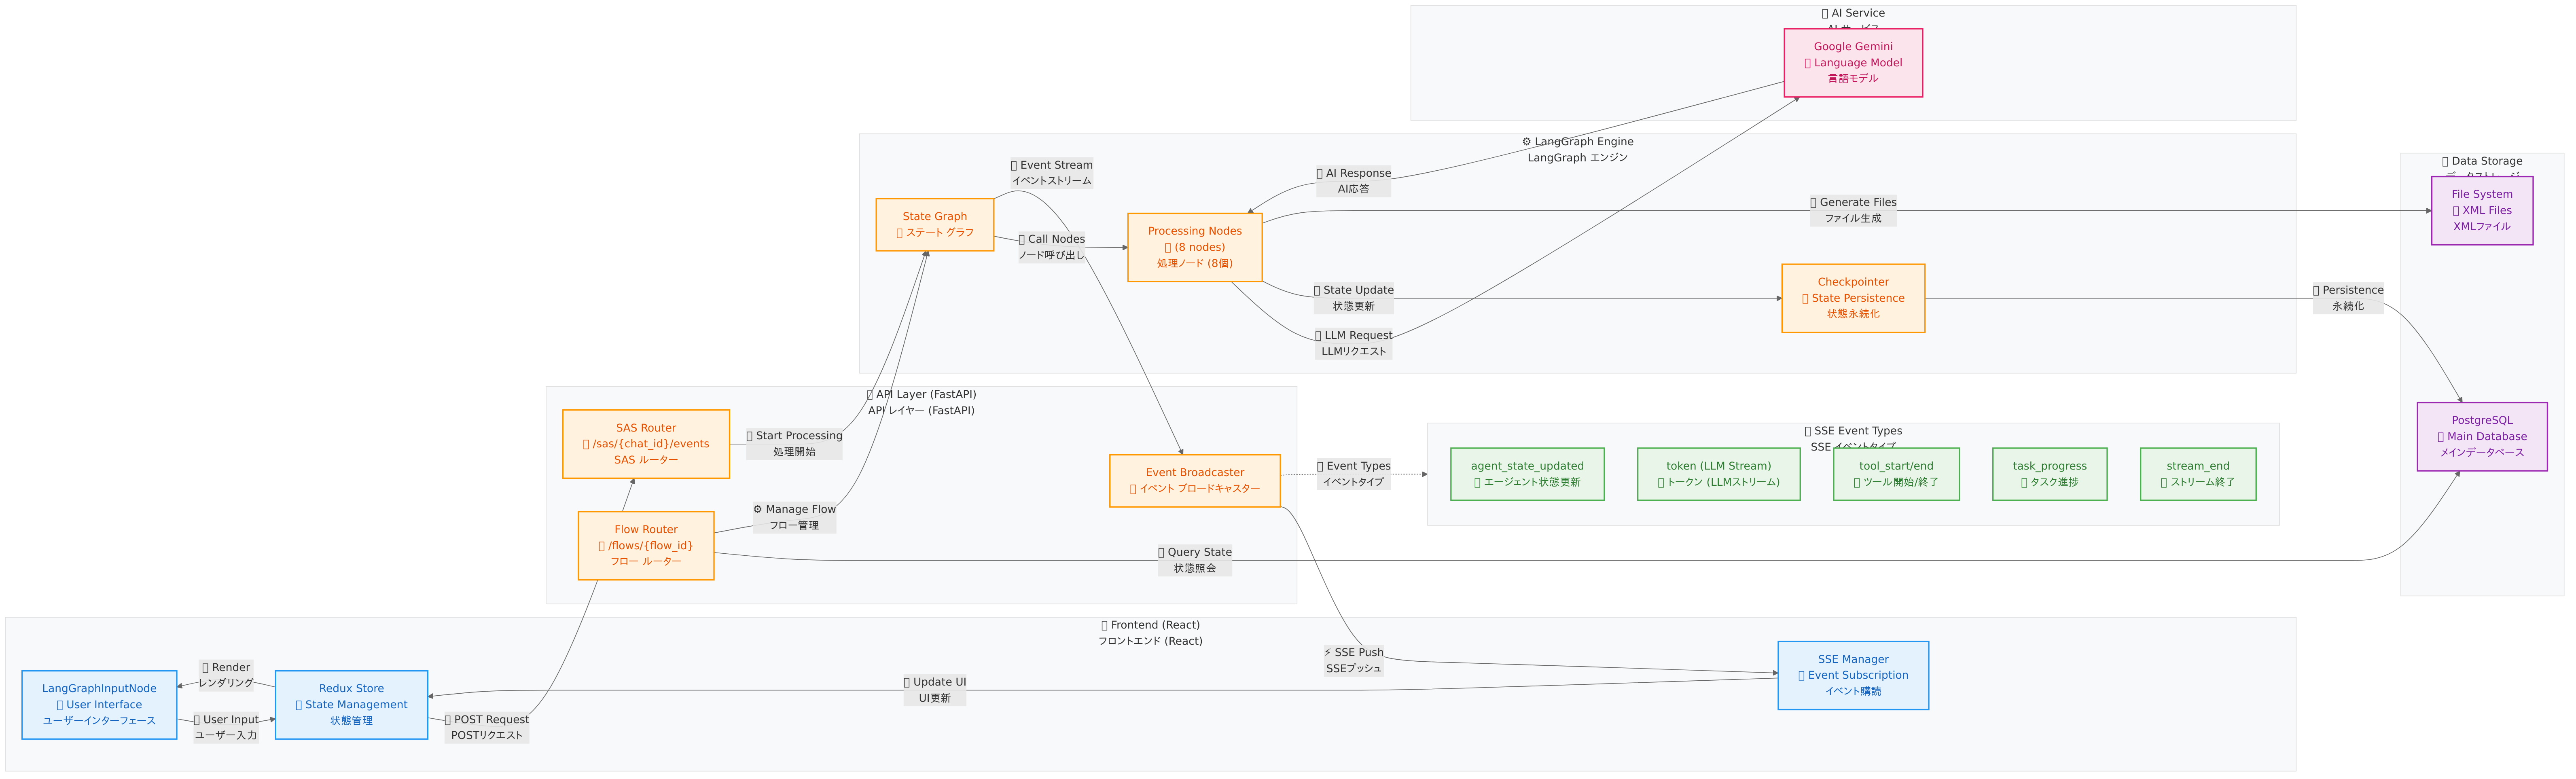 AI Service
AI サービス
Google Gemini
Language Model
言語モデル
⚙ LangGraph Engine
LangGraph エンジン
Event Stream
イベントストリーム
State Graph
ステート グラフ
Call Nodes
ノード呼び出し
Processing Nodes
(8 nodes)
処理ノード (8個)
AI Response
AI応答
Generate Files
ファイル生成
State Update
状態更新
LLM Request
LLMリクエスト
Checkpointer
State Persistence
状態永続化
Persistence
永続化
Data Storage
データストレージ
File System
XML Files
XMLファイル
PostgreSQL
Main Database
メインデータベース
API Layer (FastAPI)
API レイヤー (FastAPI)
SAS Router
/sas/{chat_id}/events
SAS ルーター
Start Processing
処理開始
Flow Router
/flows/{flow_id}
フロー ルーター
⚙ Manage Flow
フロー管理
Event Broadcaster
イベント ブロードキャスター
Query State
状態照会
Event Types
イベントタイプ
SSE Event Types
SSE イベントタイプ
agent_state_updated
エージェント状態更新
token (LLM Stream)
トークン (LLMストリーム)
tool_start/end
ツール開始/終了
task_progress
タスク進捗
stream_end
ストリーム終了
Frontend (React)
フロントエンド (React)
LangGraphInputNode
User Interface
ユーザーインターフェース
Render
レンダリング
User Input
ユーザー入力
Redux Store
State Management
状態管理
POST Request
POSTリクエスト
Update UI
UI更新
⚡ SSE Push
SSEプッシュ
SSE Manager
Event Subscription
イベント購読